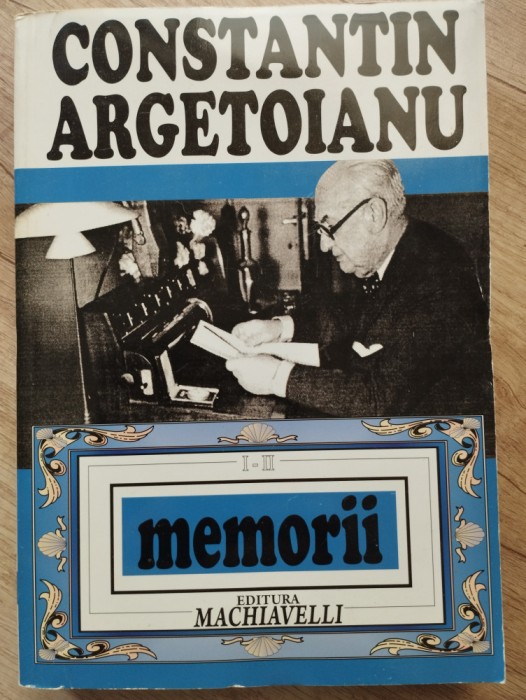 CONSTANTIN
ARGETOIANU
I - II
memorii
EDITURA
MACHIAVELLI